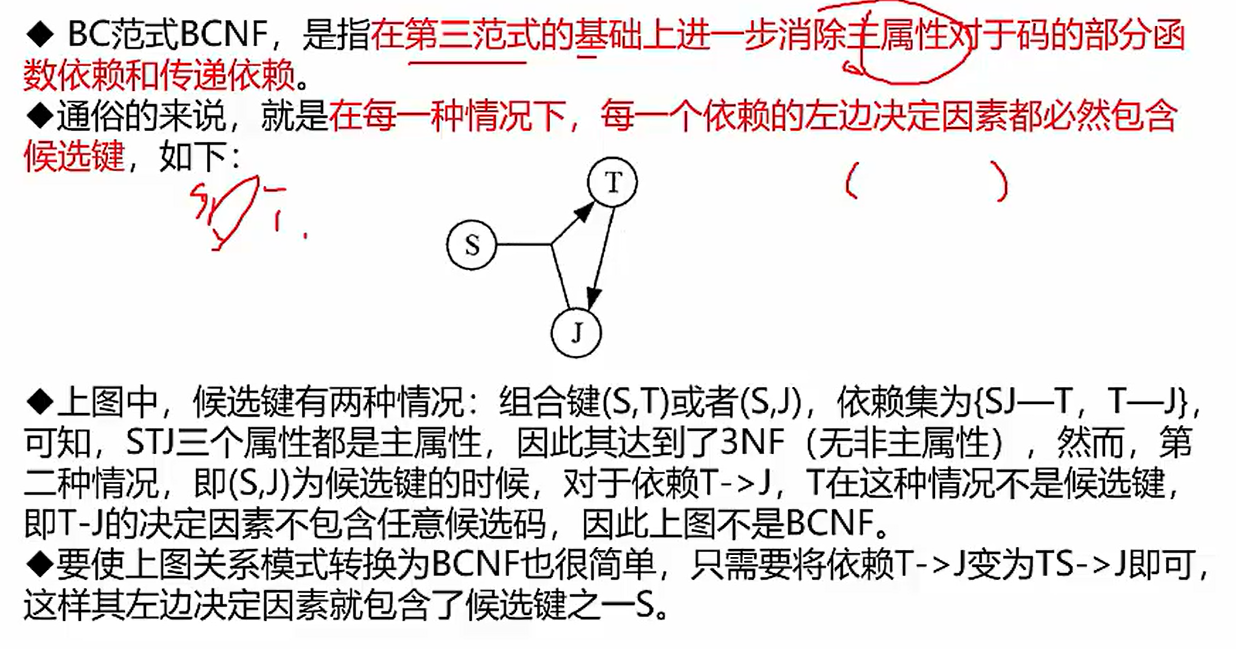 ◆ BC范式BCNF，是指在第三范式的基础上进一步消除主属性对于码的部分函
数依赖和传递依赖。
◆通俗的来说，就是在每一种情况下，每一个依赖的左边决定因素都必然包含
候选键，如下：
T
S
J
◆上图中，候选键有两种情况：组合键(S,T)或者(S,J)，依赖集为{SJ—T，T—J}，
可知，STJ三个属性都是主属性，因此其达到了3NF（无非主属性），然而，第
二种情况，即(S,J)为候选键的时候，对于依赖T->J，T在这种情况不是候选键，
即T-J的决定因素不包含任意候选码，因此上图不是BCNF。
◆要使上图关系模式转换为BCNF也很简单，只需要将依赖T->J变为TS->J即可，
这样其左边决定因素就包含了候选键之一S。